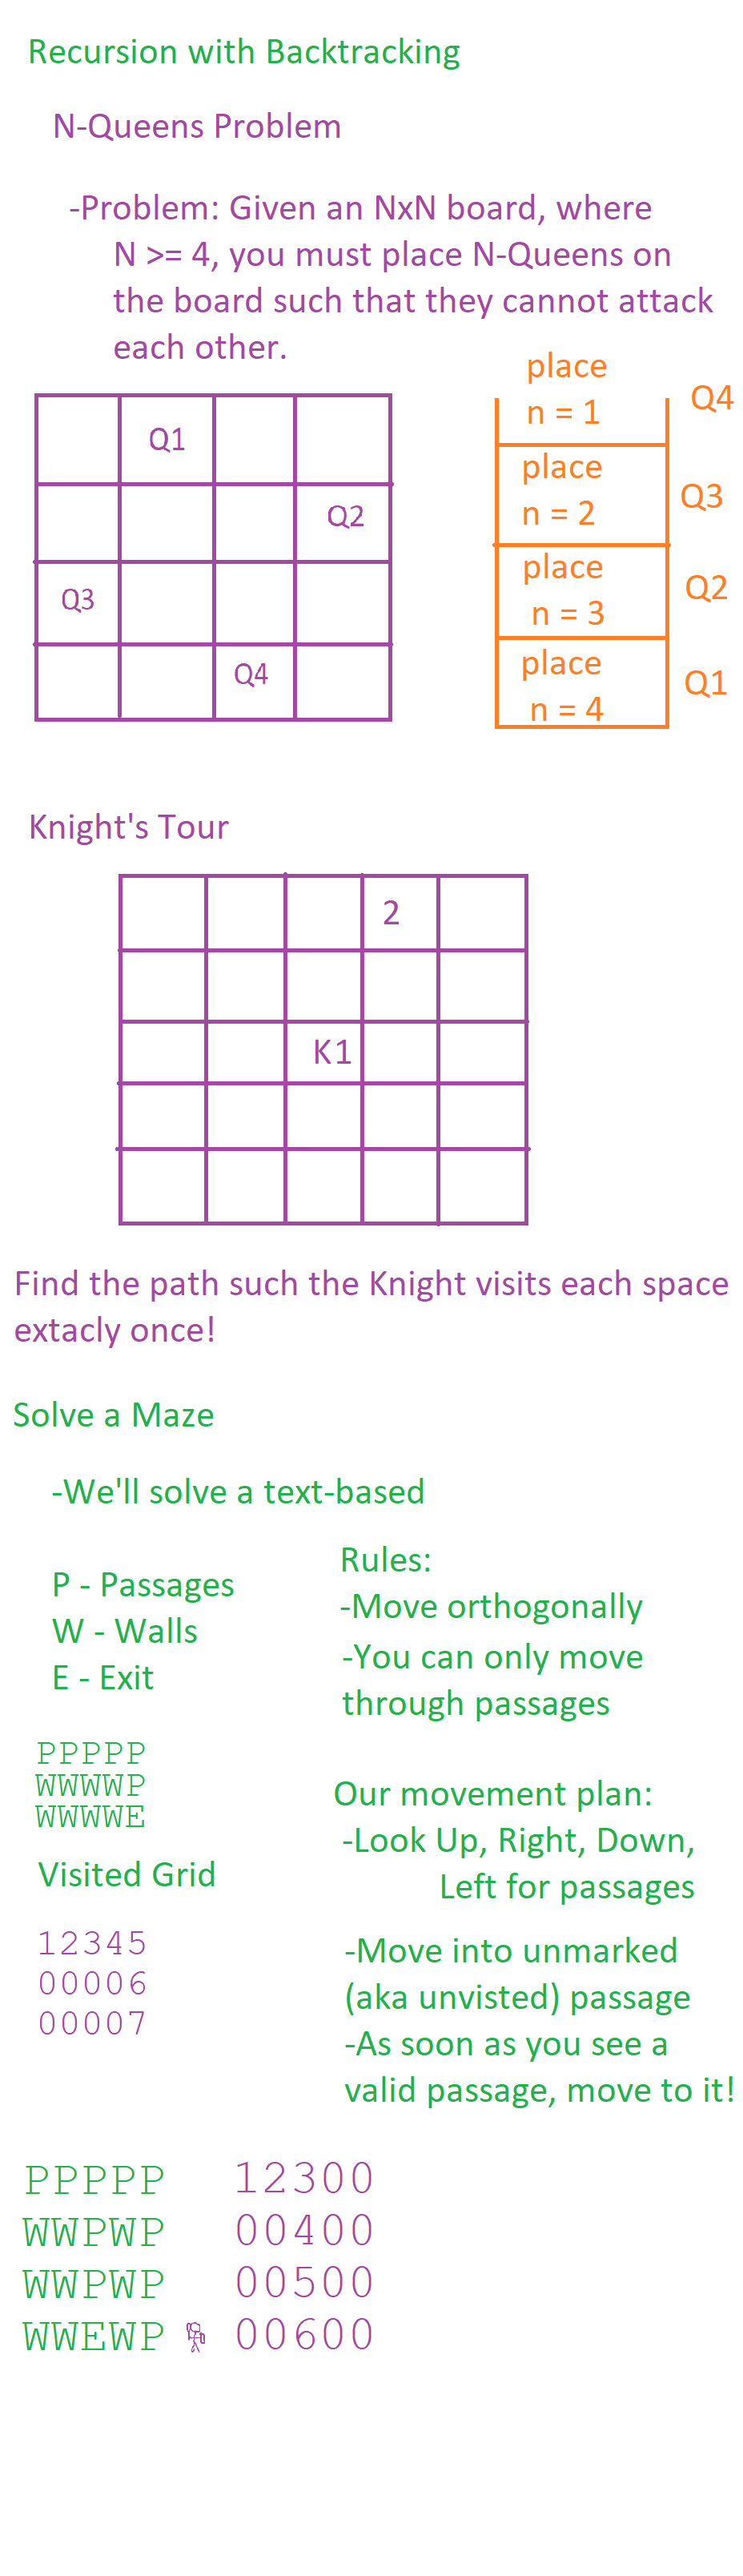 Recursion with Backtracking
N-Queens Problem
-Problem: Given an NxN board, where
N >= 4, you must place N-Queens on
the board such that they cannot attack
each other.
Q1
Q2
Q3
Q4
place
n = 1
Q4
place
n = 2
Q3
place
n = 3
Q2
place
n = 4
Q1
Knight's Tour
2
K1
Find the path such the Knight visits each space
extacly once!
Solve a Maze
-We'll solve a text-based
P - Passages
W - Walls
E - Exit
Rules:
-Move orthogonally
-You can only move
through passages
PPPPP
WWWWP
WWWWE
Visited Grid
12345
00006
00007
Our movement plan:
-Look Up, Right, Down,
Left for passages
-Move into unmarked
(aka unvisted) passage
-As soon as you see a
valid passage, move to it!
PPPPP 12300
WWPWP 00400
WWPWP 00500
WWEWP 00600